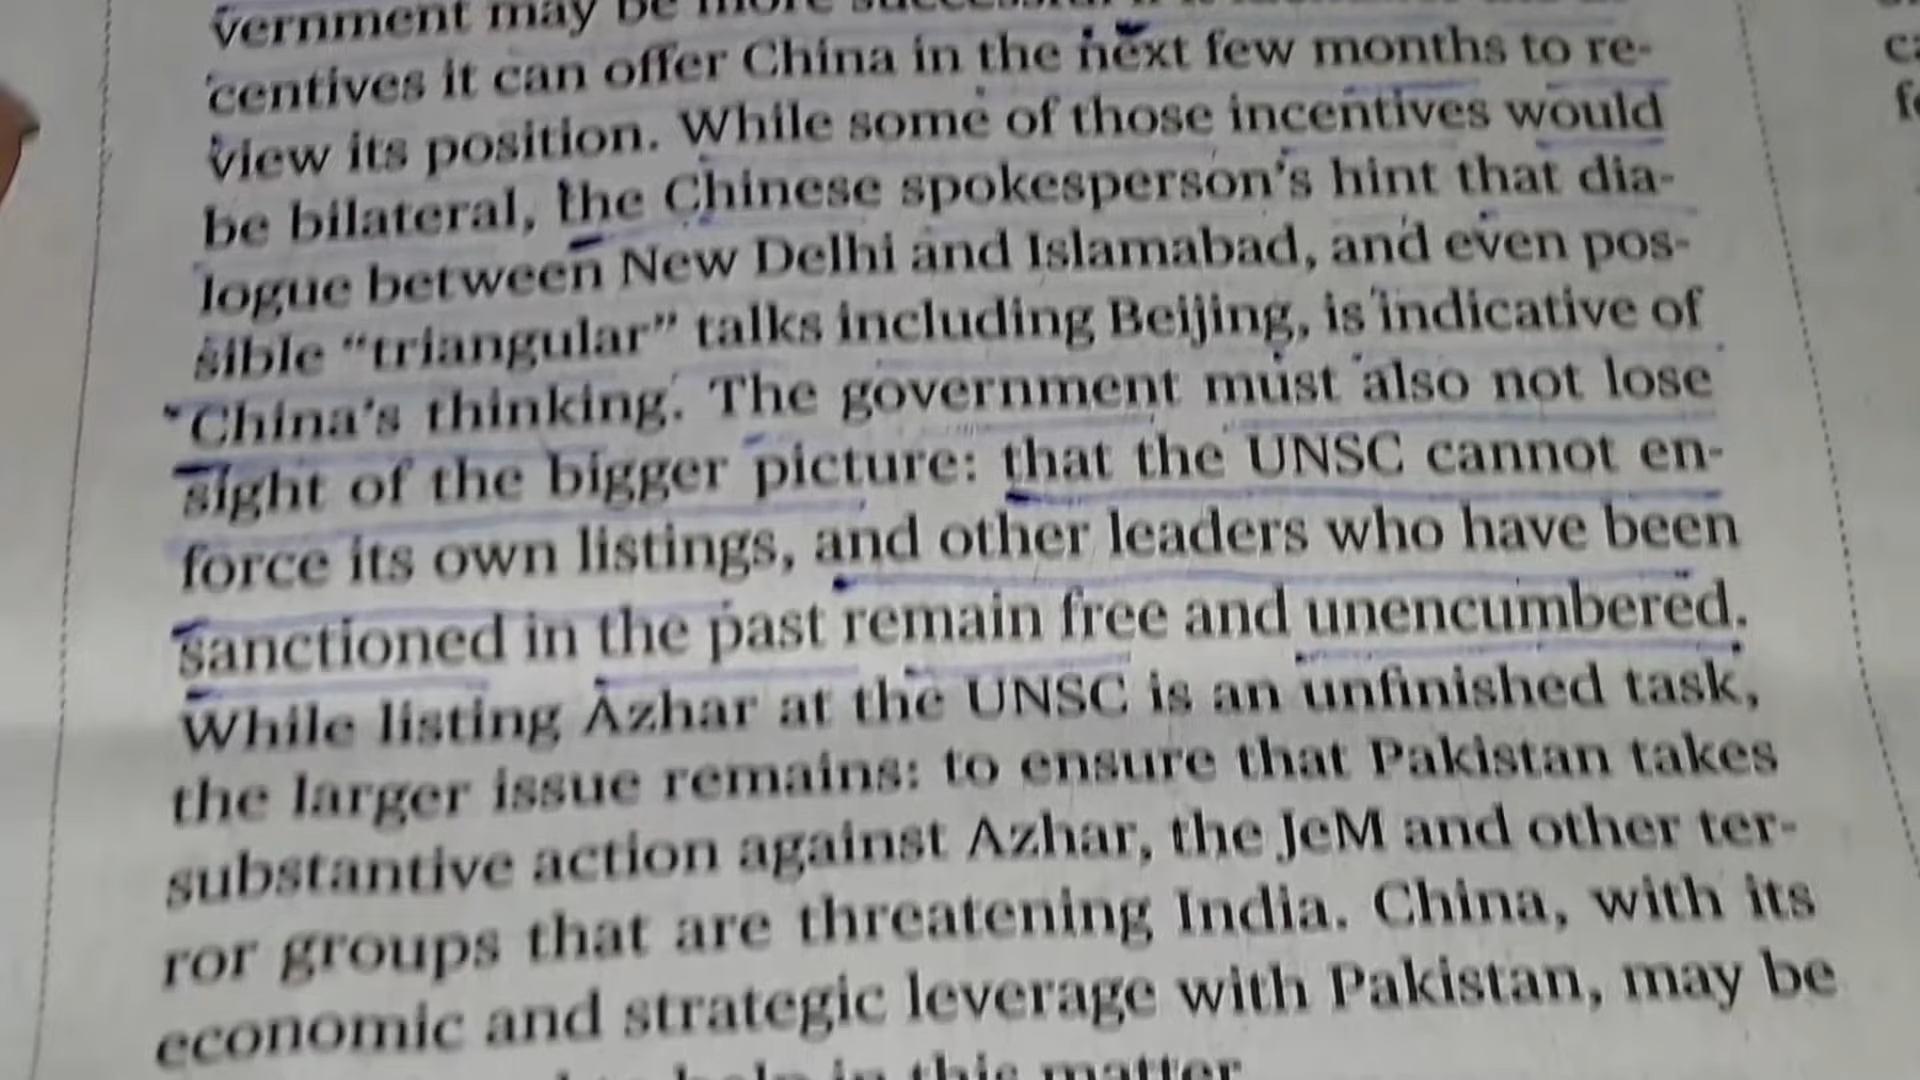 vernment may be more
centives it can offer China in the next few months to re-
view its position. While some of those incentives would
be bilateral, the Chinese spokesperson's hint that dia-
logue between New Delhi and Islamabad, and even pos-
sible “triangular” talks including Beijing, is indicative of
China's thinking. The government must also not lose
sight of the bigger picture: that the UNSC cannot en-
force its own listings, and other leaders who have been
sanctioned in the past remain free and unencumbered.
While listing Azhar at the UNSC is an unfinished task,
the larger issue remains: to ensure that Pakistan takes
substantive action against Azhar, the JeM and other ter-
ror groups that are threatening India. China, with its
economic and strategic leverage with Pakistan, may be
help in this matter